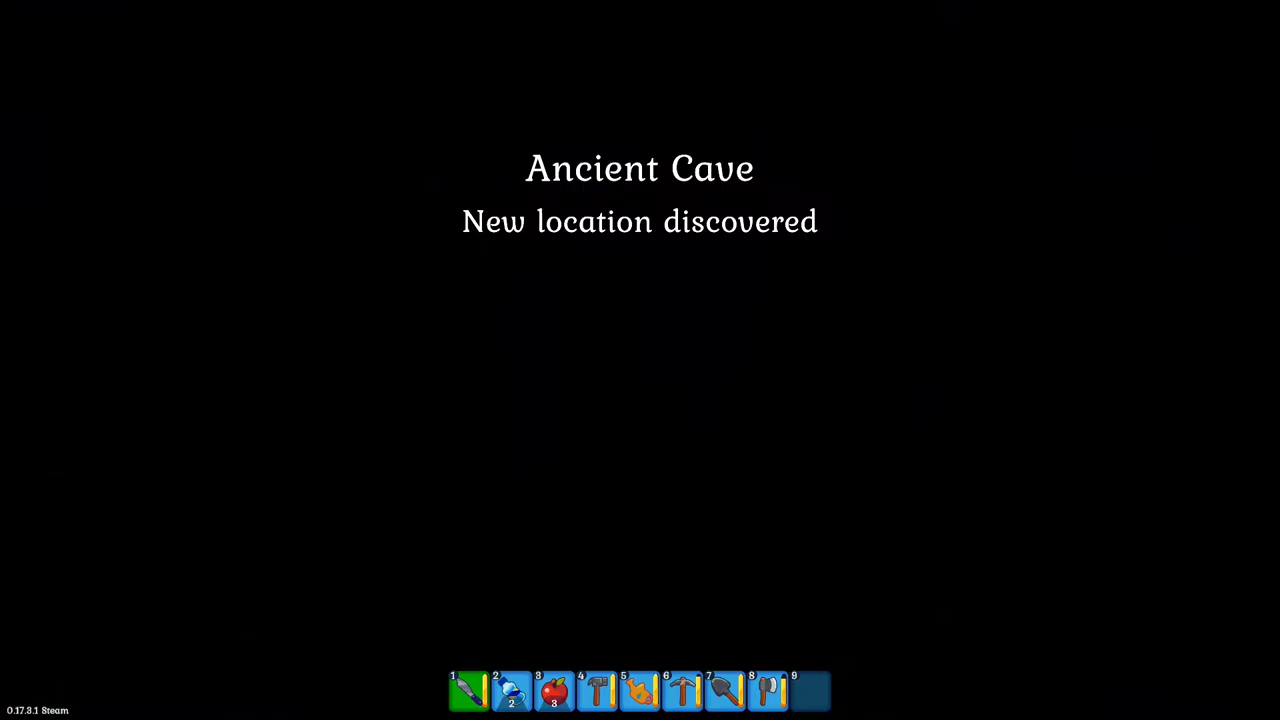 Ancient Cave
New location discovered
1 2 3 4 5 6 7 8 9
2 3
0.17.3.1 Steam